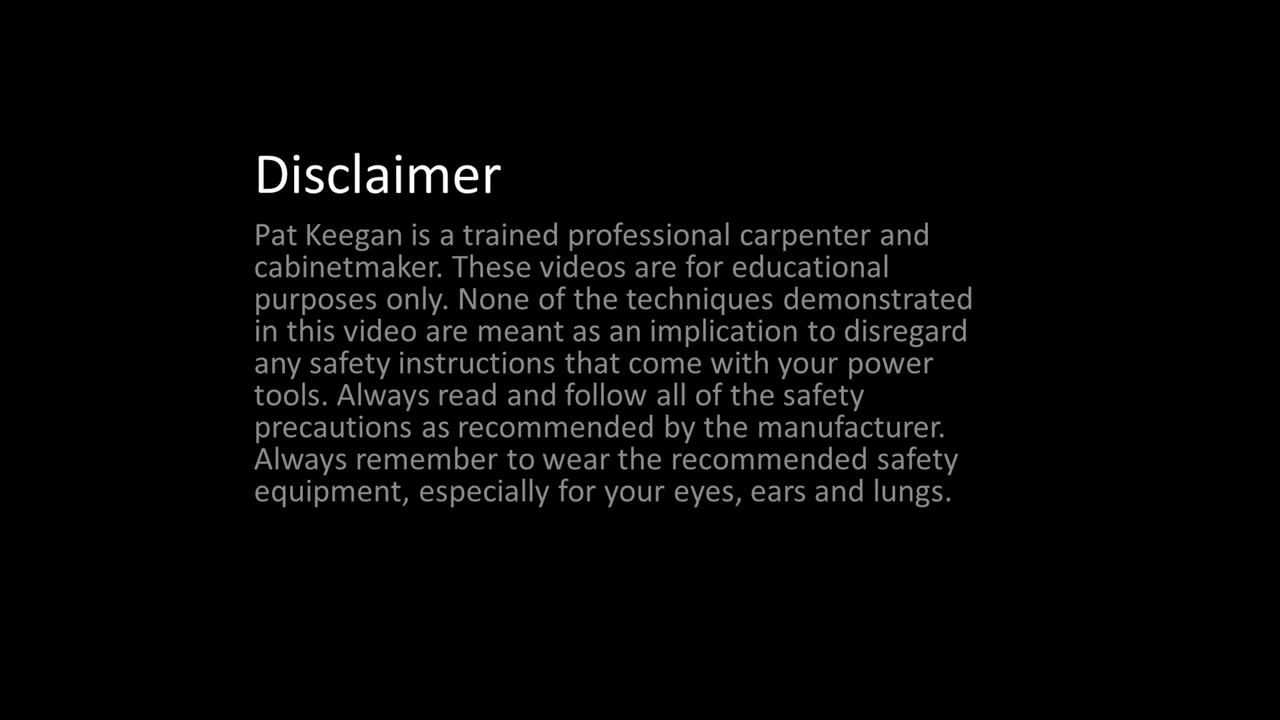 Disclaimer
Pat Keegan is a trained professional carpenter and
cabinetmaker. These videos are for educational
purposes only. None of the techniques demonstrated
in this video are meant as an implication to disregard
any safety instructions that come with your power
tools. Always read and follow all of the safety
precautions as recommended by the manufacturer.
Always remember to wear the recommended safety
equipment, especially for your eyes, ears and lungs.